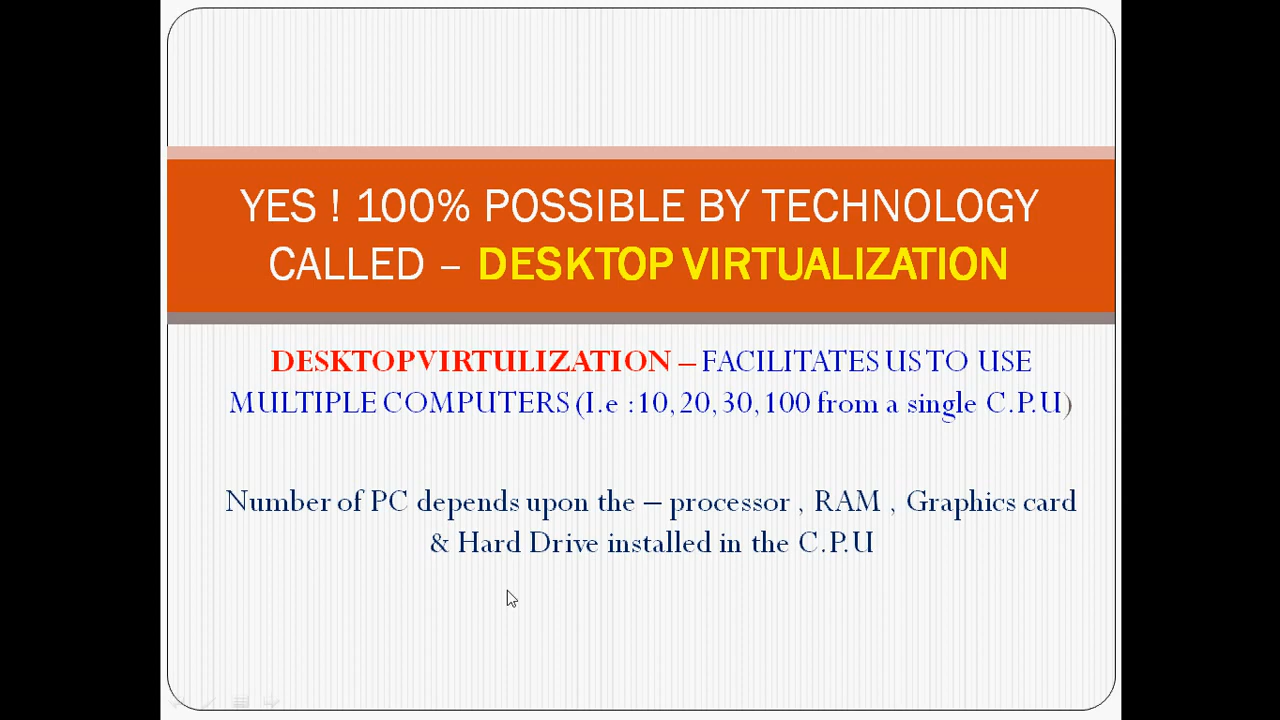 YES ! 100% POSSIBLE BY TECHNOLOGY
CALLED – DESKTOP VIRTUALIZATION
DESKTOP VIRTULIZATION – FACILITATES US TO USE
MULTIPLE COMPUTERS (I.e :10, 20, 30, 100 from a single C.P.U)
Number of PC depends upon the – processor , RAM , Graphics card
& Hard Drive installed in the C.P.U